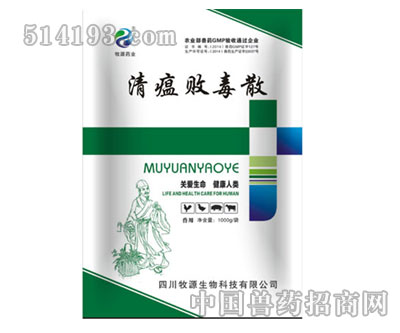 514193.com
牧源药业
农业部兽药GMP验收通过企业
清瘟败毒散
MUYUANYAOYE
关爱生命 健康人类
LIFE AND HEALTH CARE FOR HUMAN
净含量:1000g/袋
四川牧源生物科技有限公司
中国兽药招商网